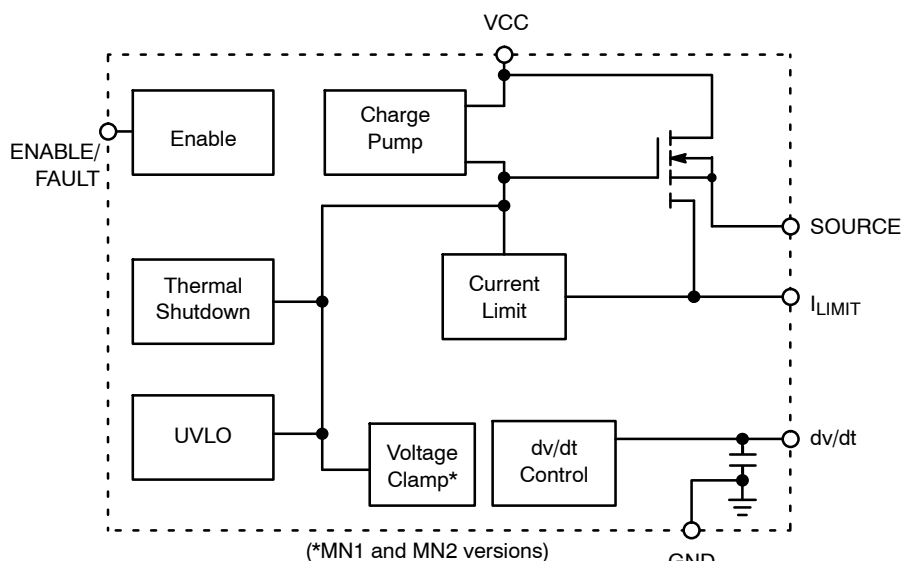 VCC
Enable
Charge
Pump
ENABLE/
FAULT
SOURCE
Thermal
Shutdown
Current
Limit
ILIMIT
UVLO
Voltage
Clamp*
dv/dt
Control
dv/dt
(*MN1 and MN2 versions)
GND